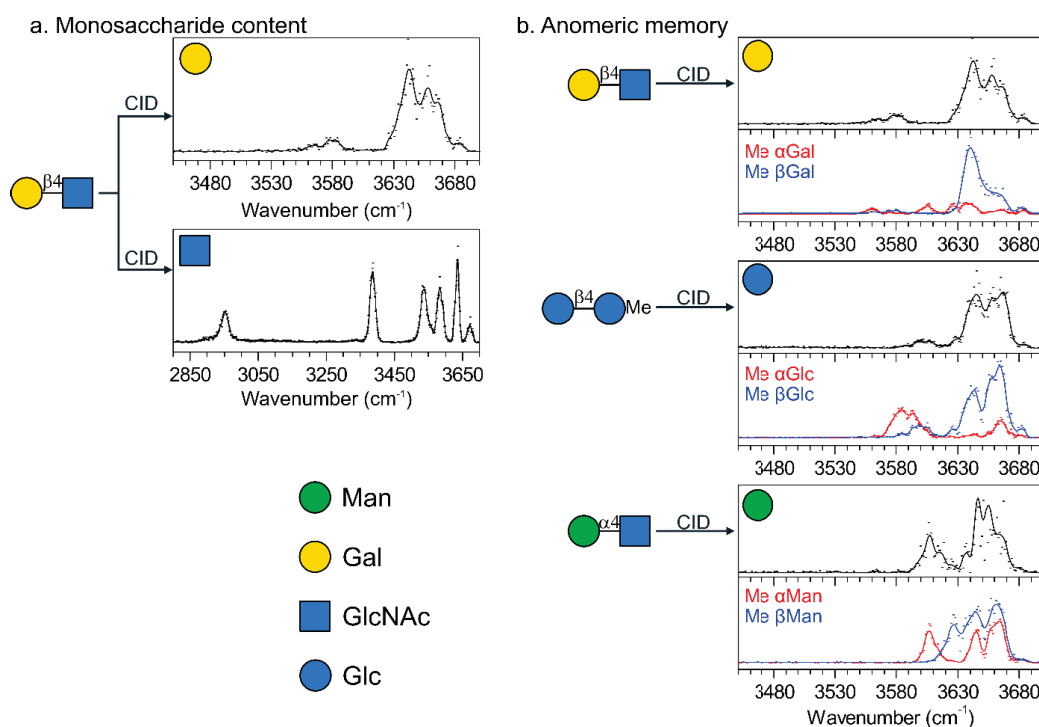 a. Monosaccharide content
CID
3480 3530 3580 3630 3680
Wavenumber (cm-1)
β4
CID
2850 3050 3250 3450 3650
Wavenumber (cm-1)
Man
Gal
GlcNAc
Glc
b. Anomeric memory
β4
CID
Me αGal
Me βGal
3480 3530 3580 3630 3680
β4
Me
CID
Me αGlc
Me βGlc
3480 3530 3580 3630 3680
α4
CID
Me αMan
Me βMan
3480 3530 3580 3630 3680
Wavenumber (cm-1)